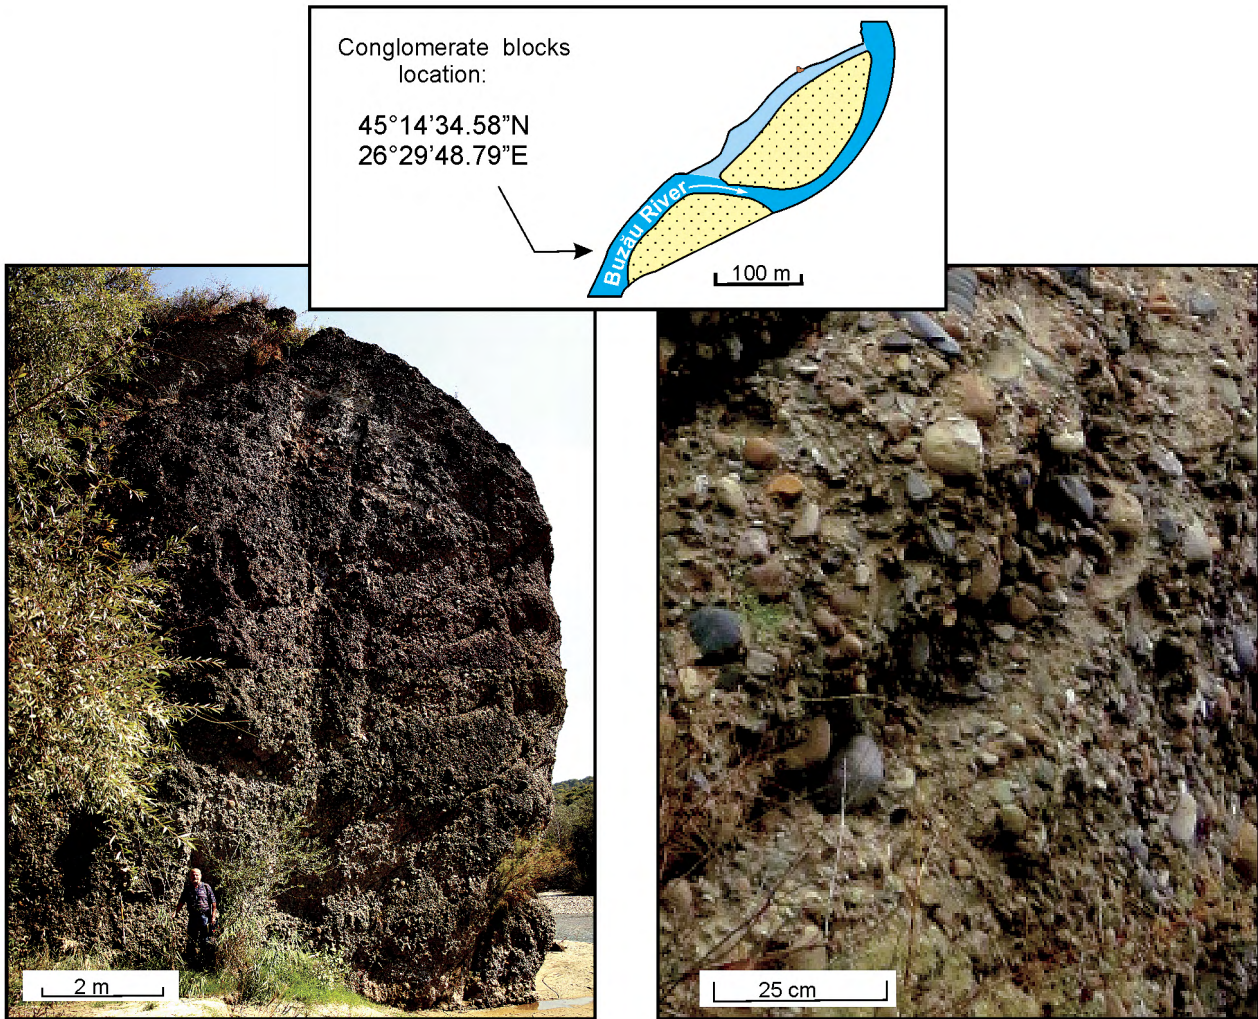 Conglomerate blocks
location:
45°14’34.58”N
26°29’48.79”E
Buzău River
100 m
2 m
25 cm